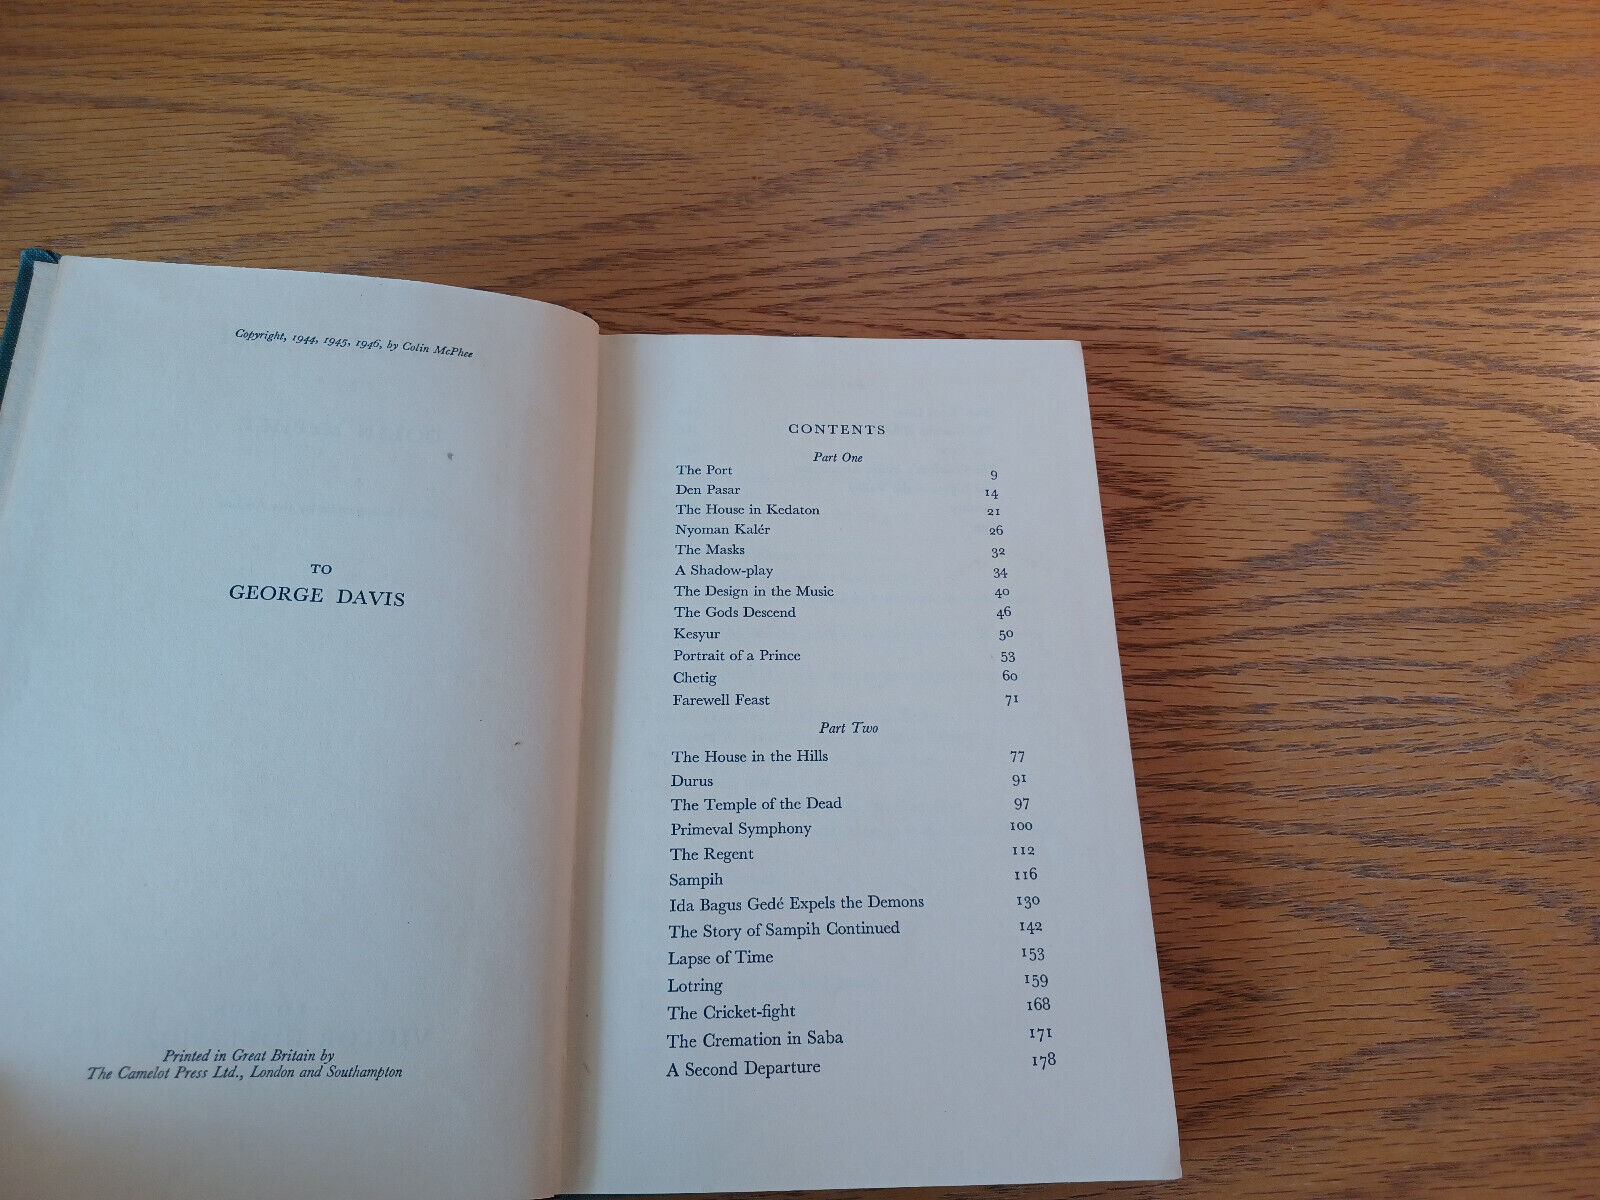 Copyright, 1944, 1945, 1946, by Colin McPhee
TO
GEORGE DAVIS
Printed in Great Britain by
The Camelot Press Ltd., London and Southampton
CONTENTS
Part One
The Port 9
Den Pasar 14
The House in Kedaton 21
Nyoman Kalér 26
The Masks 32
A Shadow-play 34
The Design in the Music 40
The Gods Descend 46
Kesyur 50
Portrait of a Prince 53
Chetig 60
Farewell Feast 71
Part Two
The House in the Hills 77
Durus 91
The Temple of the Dead 97
Primeval Symphony 100
The Regent 112
Sampih 116
Ida Bagus Gedé Expels the Demons 130
The Story of Sampih Continued 142
Lapse of Time 153
Lotring 159
The Cricket-fight 168
The Cremation in Saba 171
A Second Departure 178